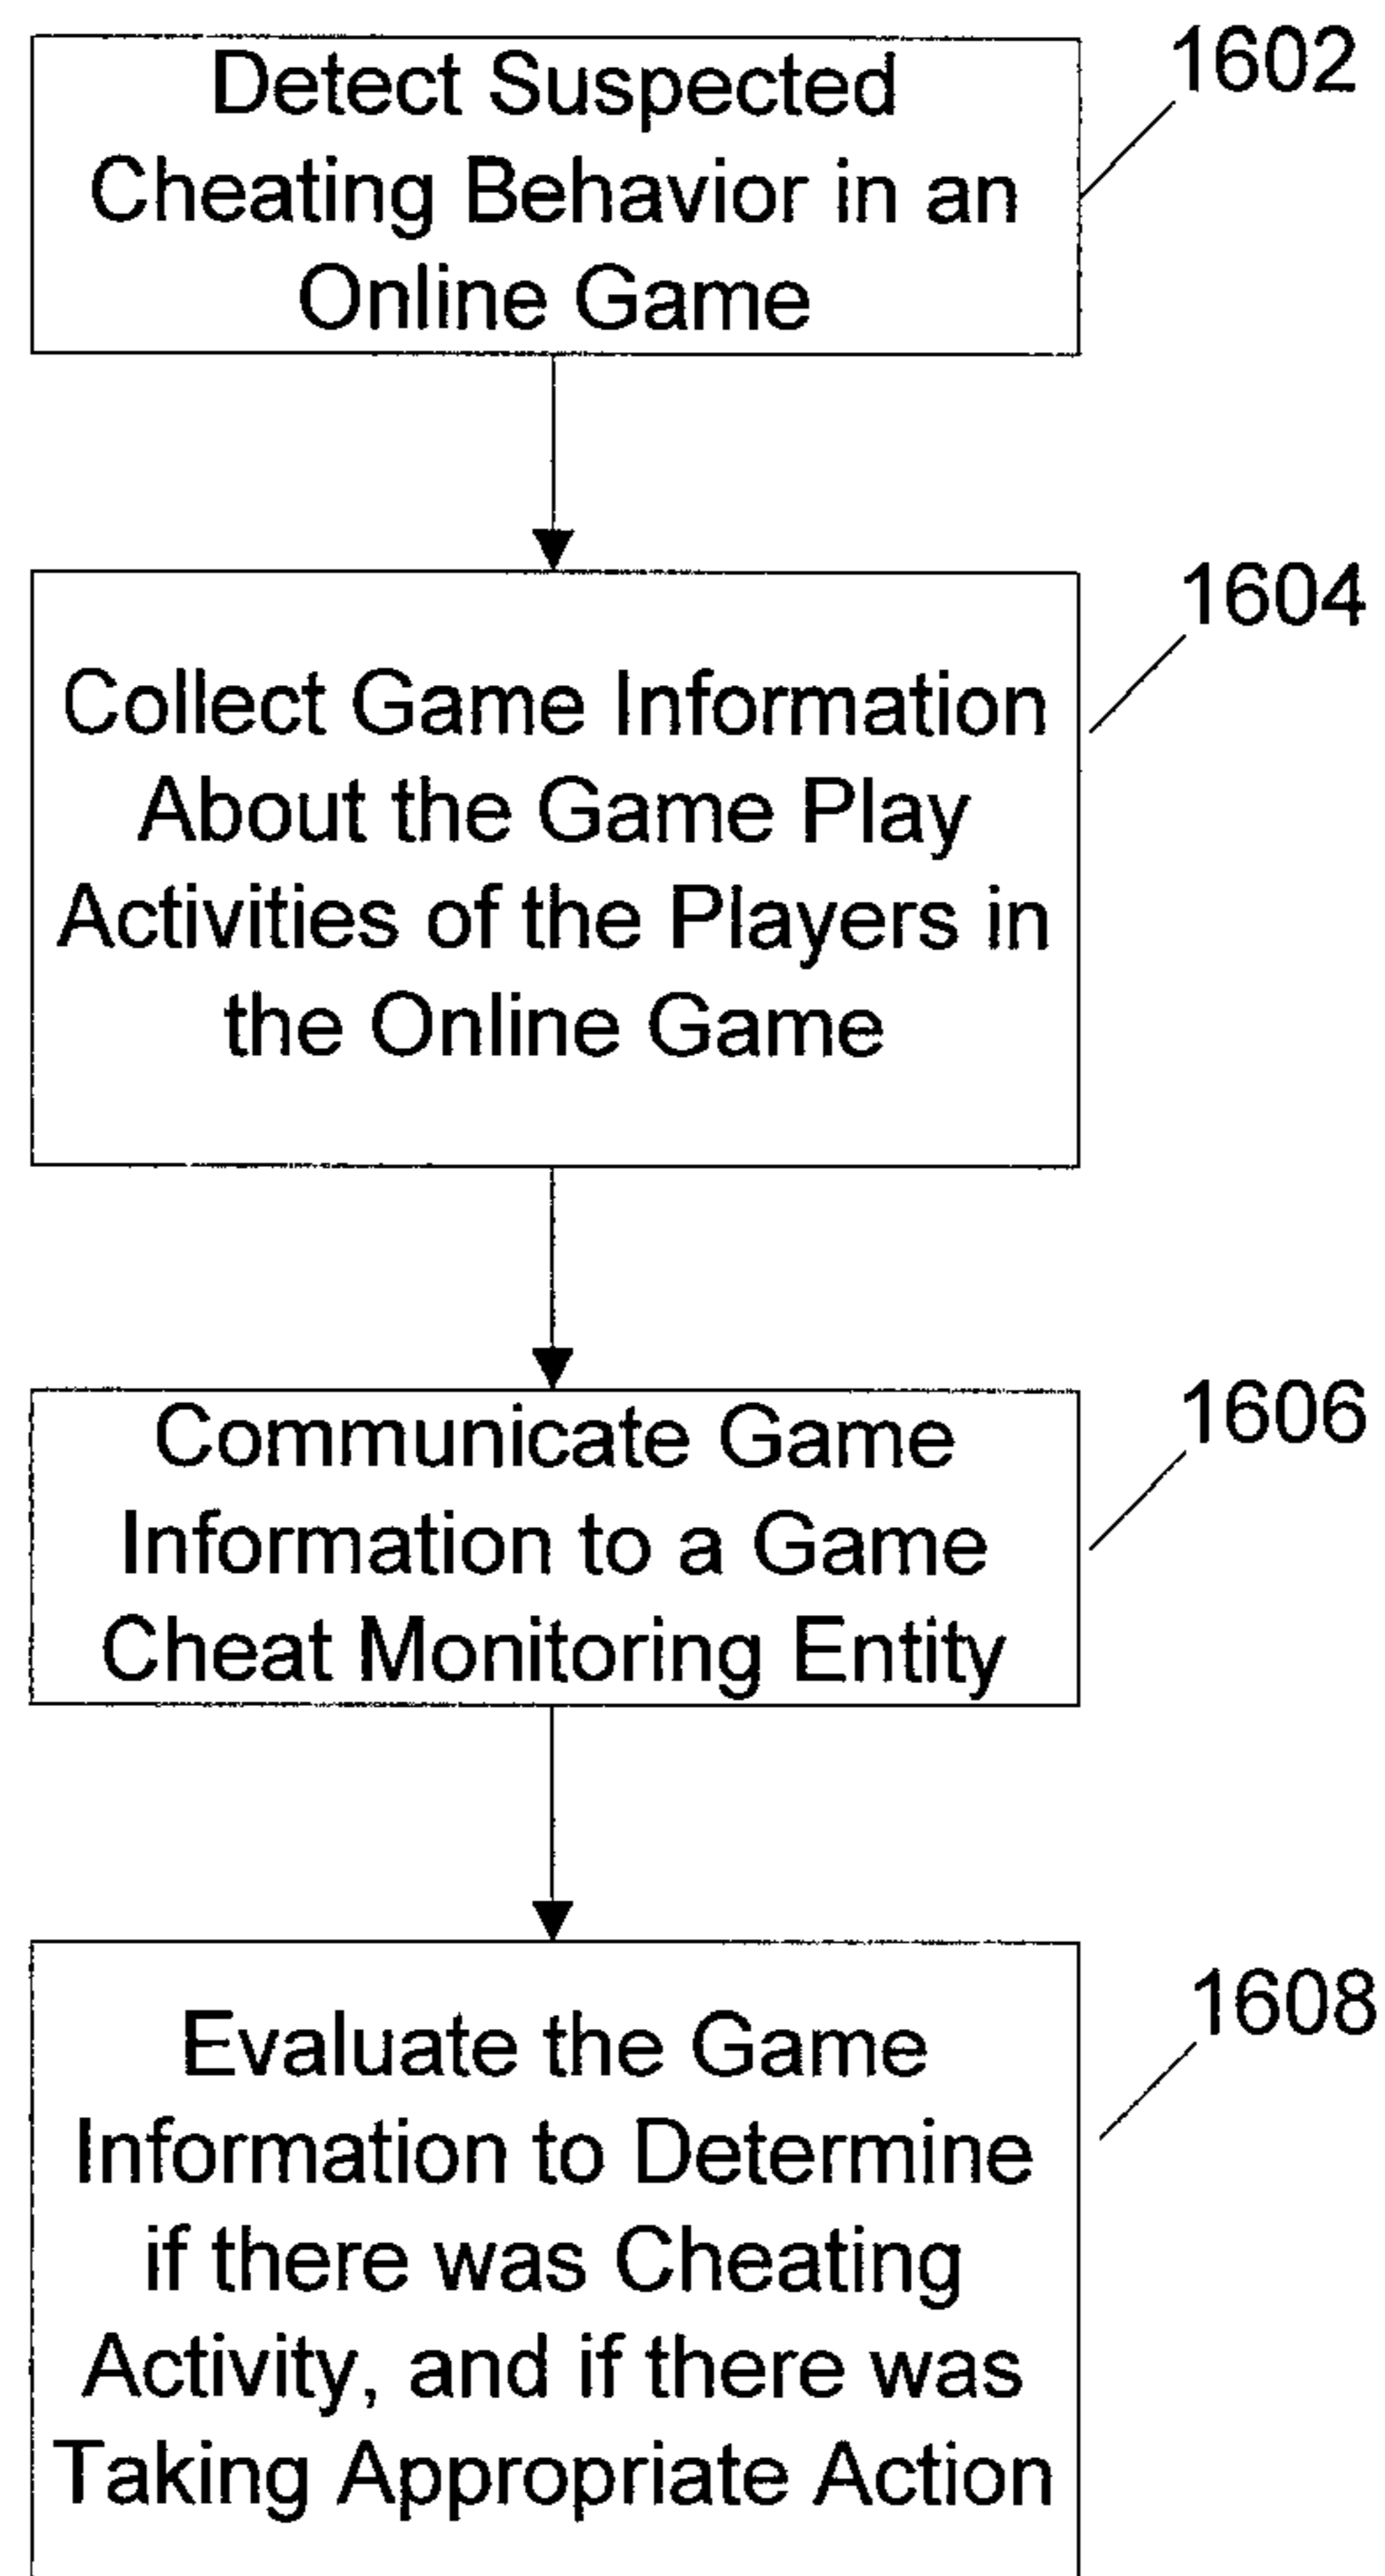 Detect Suspected
Cheating Behavior in an
Online Game
1602
Collect Game Information
About the Game Play
Activities of the Players in
the Online Game
1604
Communicate Game
Information to a Game
Cheat Monitoring Entity
1606
Evaluate the Game
Information to Determine
if there was Cheating
Activity, and if there was
Taking Appropriate Action
1608